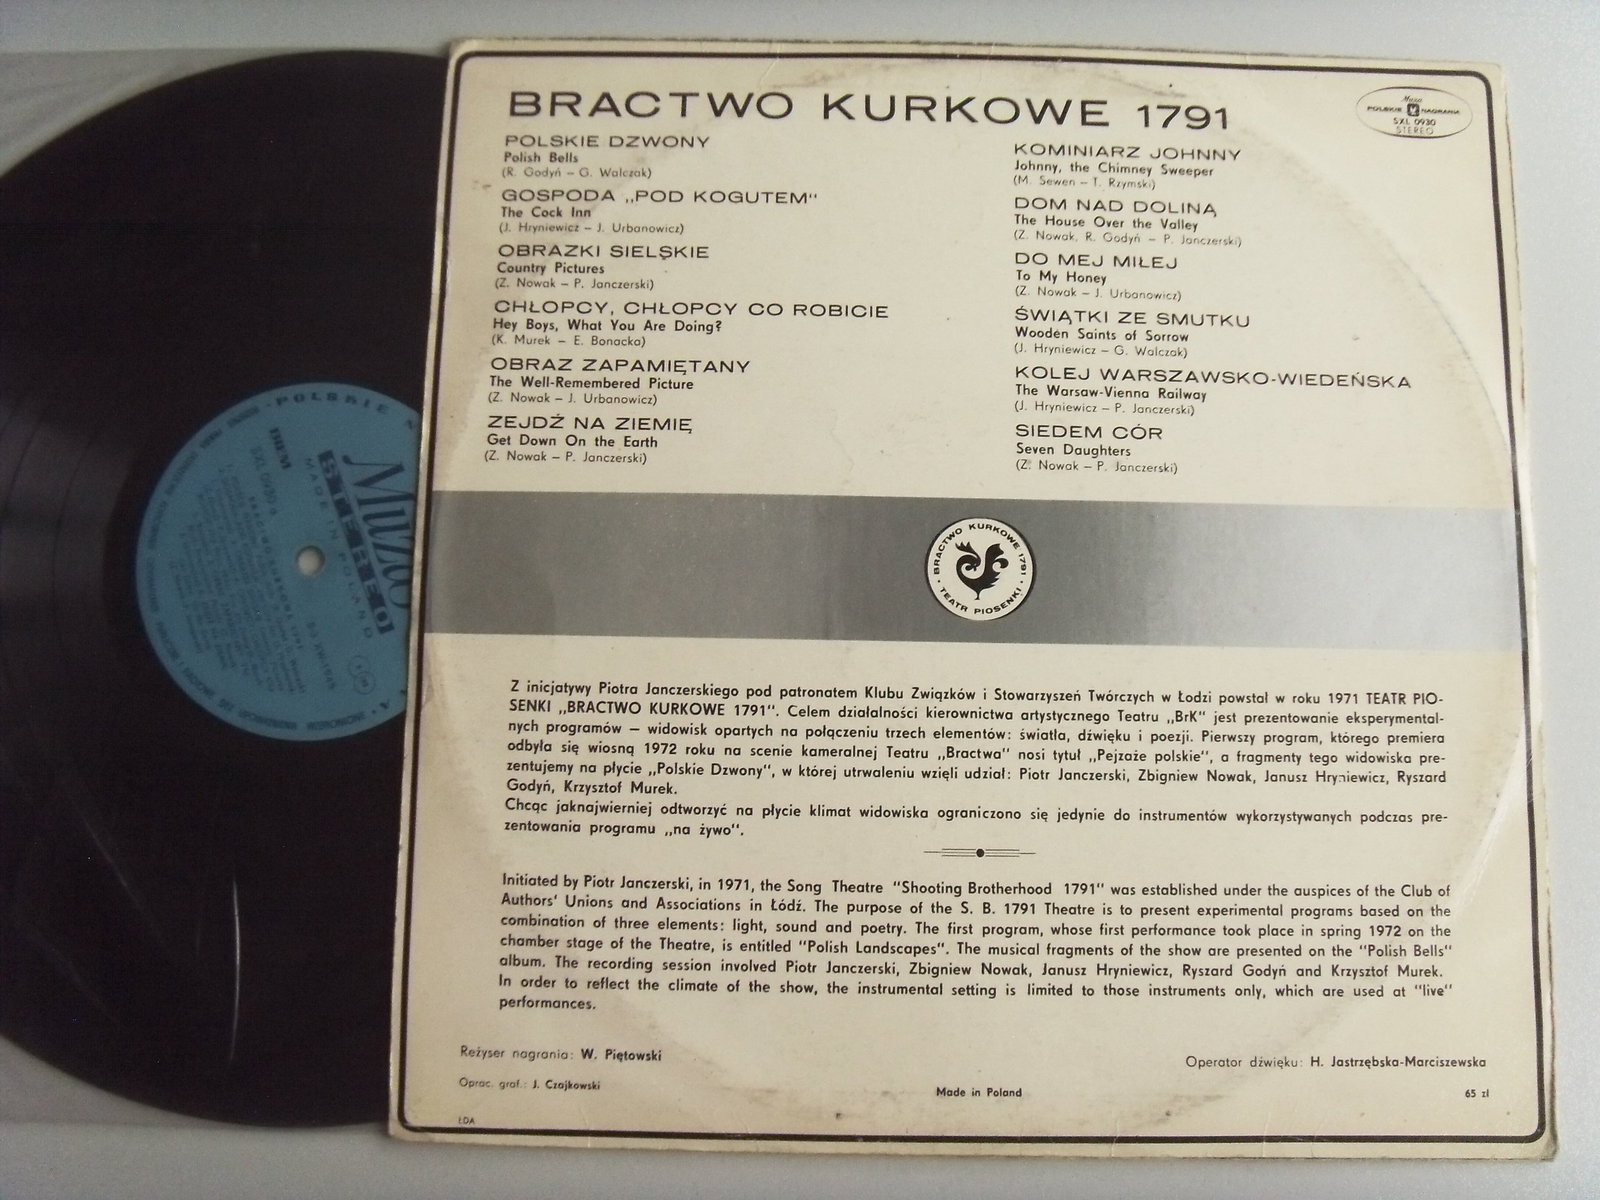 BRACTWO KURKOWE 1791
Muza
POLSKIE NAGRANIA
SXL 0930
STEREO
POLSKIE DZWONY
Polish Bells
(R. Godyń – G. Walczak)
GOSPODA „POD KOGUTEM"
The Cock Inn
(J. Hryniewicz – J. Urbanowicz)
OBRAZKI SIELSKIE
Country Pictures
(Z. Nowak – P. Janczerski)
CHŁOPCY, CHŁOPCY CO ROBICIE
Hey Boys, What You Are Doing?
(K. Murek – E. Bonacka)
OBRAZ ZAPAMIĘTANY
The Well-Remembered Picture
(Z. Nowak – J. Urbanowicz)
ZEJDŹ NA ZIEMIĘ
Get Down On the Earth
(Z. Nowak – P. Janczerski)
KOMINIARZ JOHNNY
Johnny, the Chimney Sweeper
(M. Sewen – T. Rzymski)
DOM NAD DOLINĄ
The House Over the Valley
(Z. Nowak, R. Godyń – P. Janczerski)
DO MEJ MIŁEJ
To My Honey
(Z. Nowak – J. Urbanowicz)
ŚWIĄTKI ZE SMUTKU
Wooden Saints of Sorrow
(J. Hryniewicz – G. Walczak)
KOLEJ WARSZAWSKO-WIEDEŃSKA
The Warsaw-Vienna Railway
(J. Hryniewicz – P. Janczerski)
SIEDEM CÓR
Seven Daughters
(Z. Nowak – P. Janczerski)
BRACTWO KURKOWE 1791
TEATR PIOSENKI
Z inicjatywy Piotra Janczerskiego pod patronatem Klubu Związków i Stowarzyszeń Twórczych w Łodzi powstał w roku 1971 TEATR PIO-
SENKI „BRACTWO KURKOWE 1791". Celem działalności kierownictwa artystycznego Teatru „BrK" jest prezentowanie eksperymental-
nych programów – widowisk opartych na połączeniu trzech elementów: światła, dźwięku i poezji. Pierwszy program, którego premiera
odbyła się wiosną 1972 roku na scenie kameralnej Teatru „Bractwa" nosi tytuł „Pejzaże polskie", a fragmenty tego widowiska pre-
zentujemy na płycie „Polskie Dzwony", w której utrwaleniu wzięli udział: Piotr Janczerski, Zbigniew Nowak, Janusz Hryniewicz, Ryszard
Godyń, Krzysztof Murek.
Chcąc jaknajwierniej odtworzyć na płycie klimat widowiska ograniczono się jedynie do instrumentów wykorzystywanych podczas pre-
zentowania programu „na żywo".
Initiated by Piotr Janczerski, in 1971, the Song Theatre "Shooting Brotherhood 1791" was established under the auspices of the Club of
Authors' Unions and Associations in Łódź. The purpose of the S. B. 1791 Theatre is to present experimental programs based on the
combination of three elements: light, sound and poetry. The first program, whose first performance took place in spring 1972 on the
chamber stage of the Theatre, is entitled "Polish Landscapes". The musical fragments of the show are presented on the "Polish Bells"
album. The recording session involved Piotr Janczerski, Zbigniew Nowak, Janusz Hryniewicz, Ryszard Godyń and Krzysztof Murek.
In order to reflect the climate of the show, the instrumental setting is limited to those instruments only, which are used at "live"
performances.
Reżyser nagrania: W. Piętowski
Operator dźwięku: H. Jastrzębska-Marciszewska
Oprac. graf.: J. Czajkowski
Made in Poland
65 zł
ŁDA
POLSKIE
Muza
STEREO
MADE IN POLAND